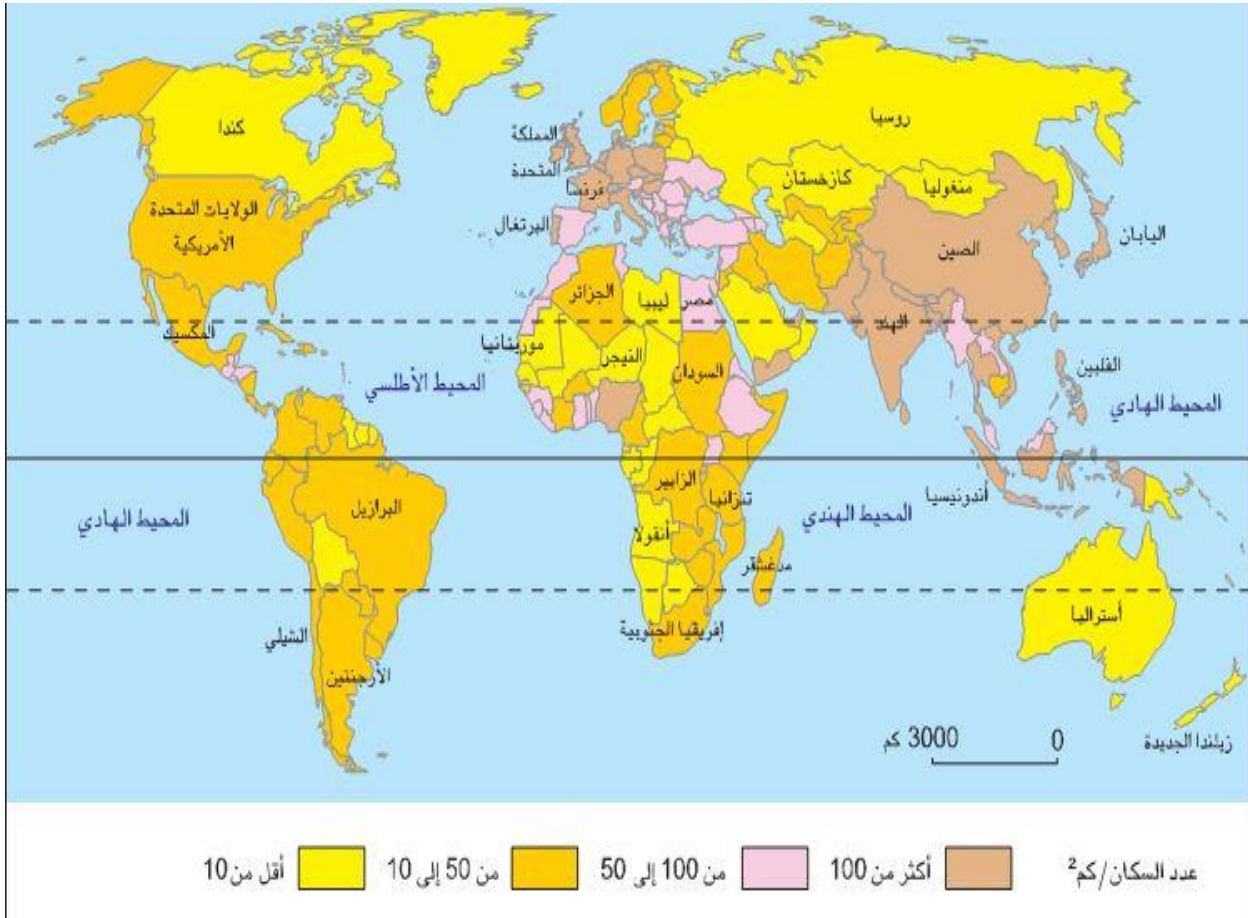 كندا
روسيا
المملكة
المتحدة
كازخستان
منغوليا
فرنسا
الولايات المتحدة
الأمريكية
البرتغال
اليابان
الصين
الجزائر
ليبيا
مصر
المكسيك
الهند
موريتانيا
النيجر
السودان
الفلبين
المحيط الأطلسي
المحيط الهادي
الزايير
تنزانيا
أندونيسيا
البرازيل
المحيط الهندي
المحيط الهادي
أنقولا
مدغشقر
أستراليا
إفريقيا الجنوبية
الشيلي
الأرجنتين
زيلندا الجديدة
0 3000 كم
عدد السكان/كم² أكثر من 100 من 100 إلى 50 من 50 إلى 10 أقل من 10